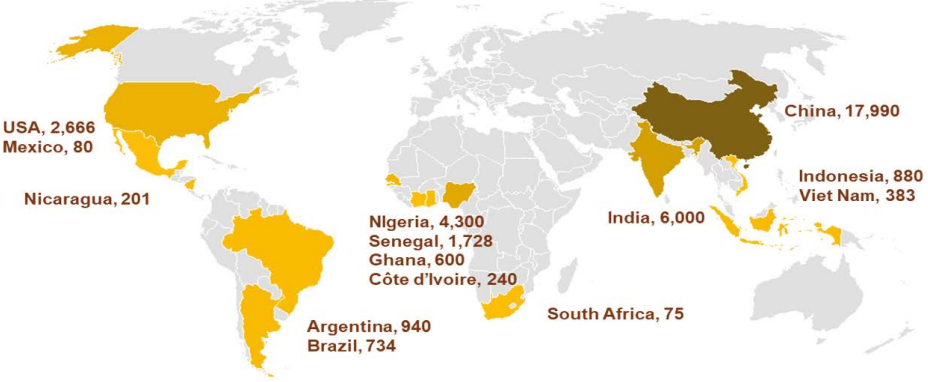 USA, 2,666
Mexico, 80
Nicaragua, 201
Argentina, 940
Brazil, 734
NIgeria, 4,300
Senegal, 1,728
Ghana, 600
Côte d'Ivoire, 240
South Africa, 75
India, 6,000
China, 17,990
Indonesia, 880
Viet Nam, 383